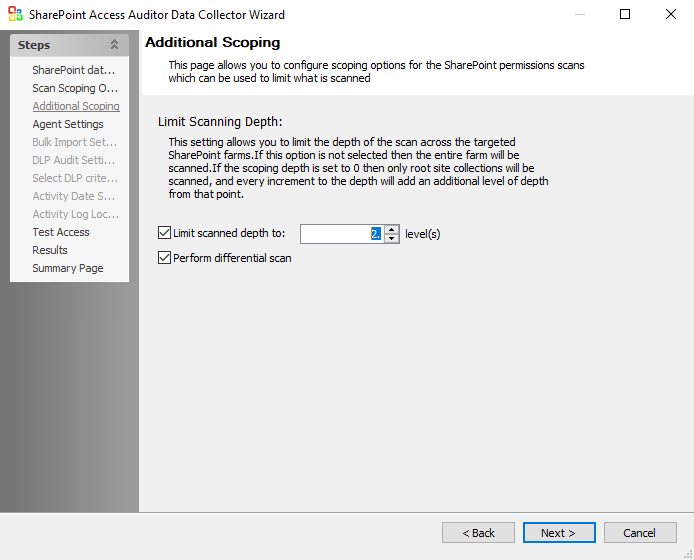 SharePoint Access Auditor Data Collector Wizard
Steps
SharePoint dat...
Scan Scoping O...
Additional Scoping
Agent Settings
Bulk Import Set...
DLP Audit Setti...
Select DLP crite...
Activity Date S...
Activity Log Loc...
Test Access
Results
Summary Page
Additional Scoping
This page allows you to configure scoping options for the SharePoint permissions scans
which can be used to limit what is scanned
Limit Scanning Depth:
This setting allows you to limit the depth of the scan across the targeted
SharePoint farms.If this option is not selected then the entire farm will be
scanned.If the scoping depth is set to 0 then only root site collections will be
scanned, and every increment to the depth will add an additional level of depth
from that point.
Limit scanned depth to: 2. level(s)
Perform differential scan
< Back Next > Cancel